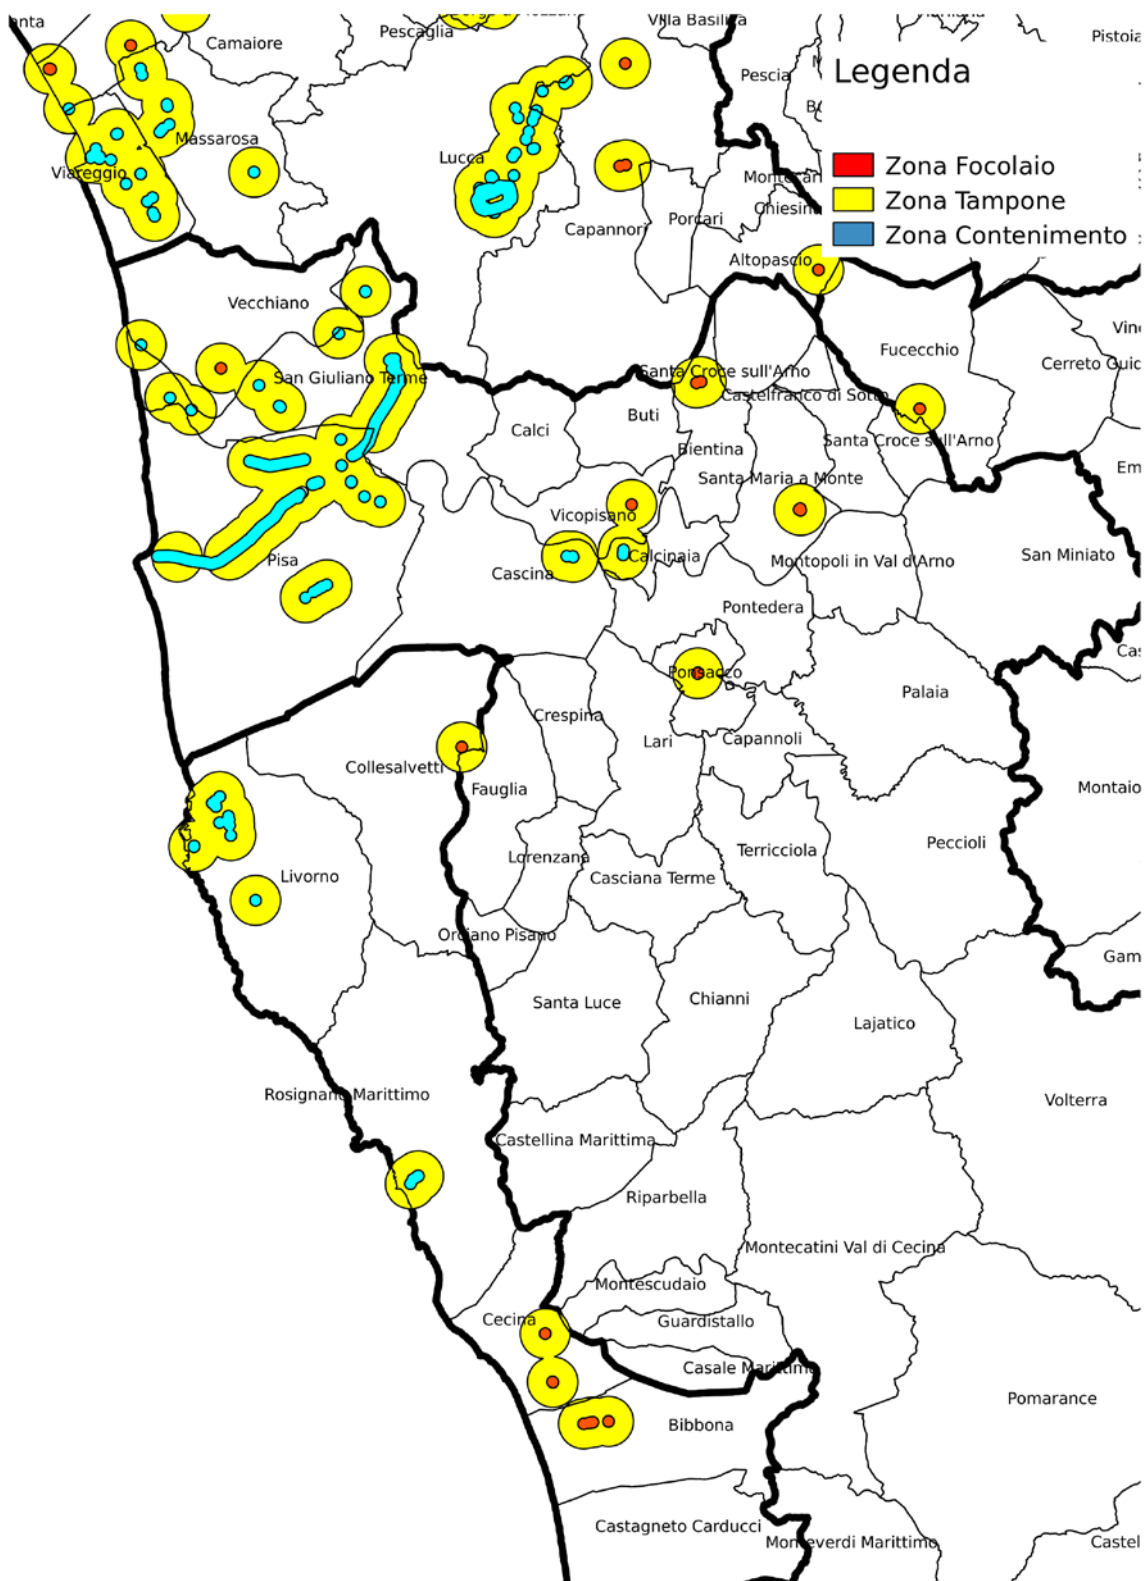 Camaiore
Pescaglia
Villa Basilica
Legenda
Pescia
Massarosa
Zona Focolaio
Lucca
Viareggio
Zona Tampone
Porcari
Capannori
Zona Contenimento
Altopascio
Vecchiano
Fucecchio
San Giuliano Terme
Santa Croce sull'Arno
Castelfranco di Sotto
Buti
Calci
Bientina
Santa Croce sull'Arno
Santa Maria a Monte
Vicopisano
Calcinaia
San Miniato
Pisa
Montopoli in Val d'Arno
Cascina
Pontedera
Ponsacco
Palaia
Crespina
Lari
Capannoli
Collesalvetti
Fauglia
Peccioli
Terricciola
Lorenzana
Livorno
Casciana Terme
Orciano Pisano
Santa Luce
Chianni
Lajatico
Rosignano Marittimo
Volterra
Castellina Marittima
Riparbella
Montecatini Val di Cecina
Montescudaio
Cecina
Guardistallo
Casale Marittimo
Pomarance
Bibbona
Castagneto Carducci
Monteverdi Marittimo